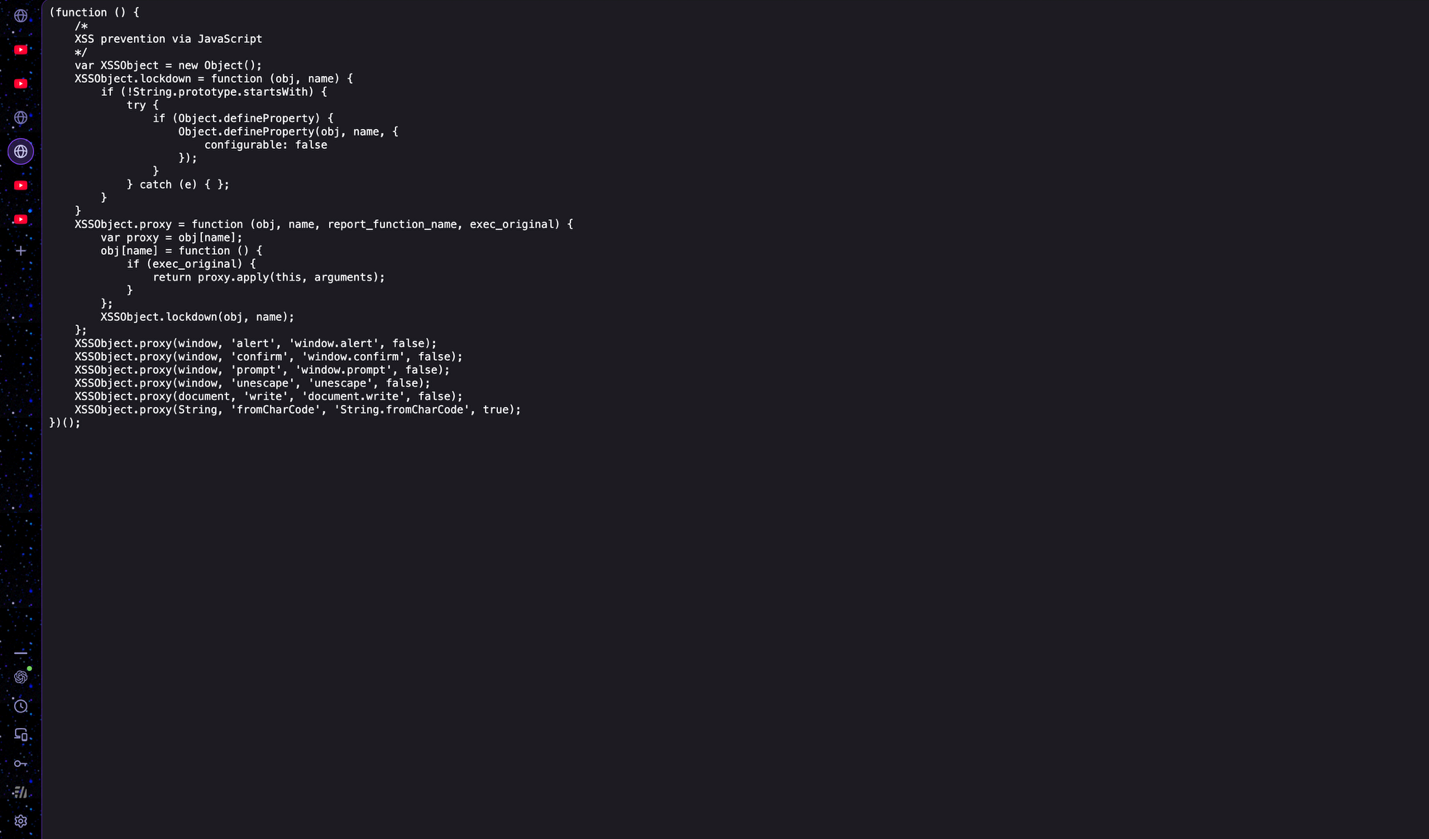 (function () {
    /*
    XSS prevention via JavaScript
    */
    var XSSObject = new Object();
    XSSObject.lockdown = function (obj, name) {
        if (!String.prototype.startsWith) {
            try {
                if (Object.defineProperty) {
                    Object.defineProperty(obj, name, {
                        configurable: false
                    });
                }
            } catch (e) { };
        }
    }
    XSSObject.proxy = function (obj, name, report_function_name, exec_original) {
        var proxy = obj[name];
        obj[name] = function () {
            if (exec_original) {
                return proxy.apply(this, arguments);
            }
        };
        XSSObject.lockdown(obj, name);
    };
    XSSObject.proxy(window, 'alert', 'window.alert', false);
    XSSObject.proxy(window, 'confirm', 'window.confirm', false);
    XSSObject.proxy(window, 'prompt', 'window.prompt', false);
    XSSObject.proxy(window, 'unescape', 'unescape', false);
    XSSObject.proxy(document, 'write', 'document.write', false);
    XSSObject.proxy(String, 'fromCharCode', 'String.fromCharCode', true);
})();